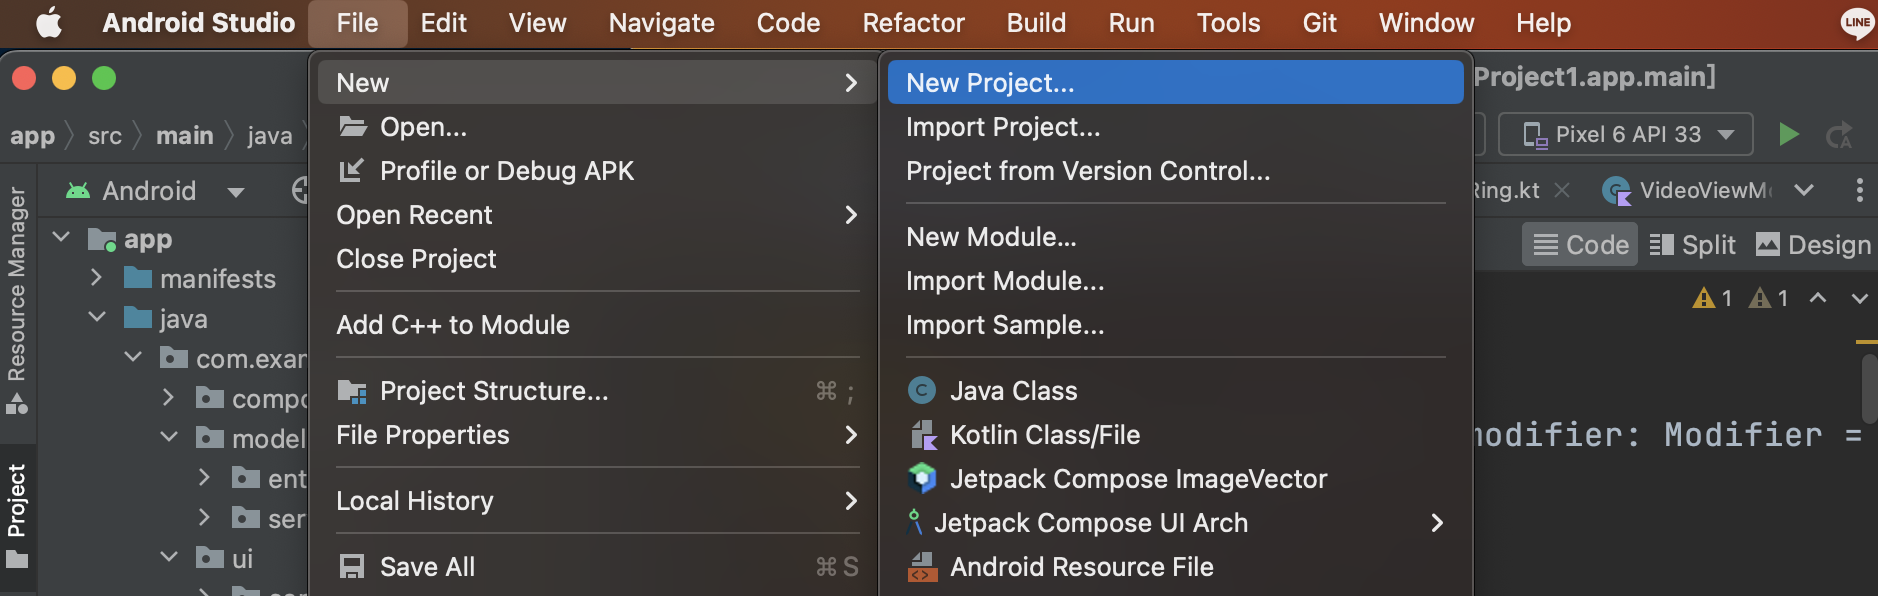 Android Studio File Edit View Navigate Code Refactor Build Run Tools Git Window Help LINE
Project1.app.main]
app src main java
Pixel 6 API 33
Android
Ring.kt VideoViewMo
Code Split Design
1 1
Resource Manager
Project
app
manifests
java
com.exam
compo
model
ent
ser
ui
New
Open...
Profile or Debug APK
Open Recent
Close Project
Add C++ to Module
Project Structure... ⌘ ;
File Properties
Local History
Save All ⌘ S
New Project...
Import Project...
Project from Version Control...
New Module...
Import Module...
Import Sample...
C Java Class
Kotlin Class/File
Jetpack Compose ImageVector
Jetpack Compose UI Arch
<> Android Resource File
modifier: Modifier =